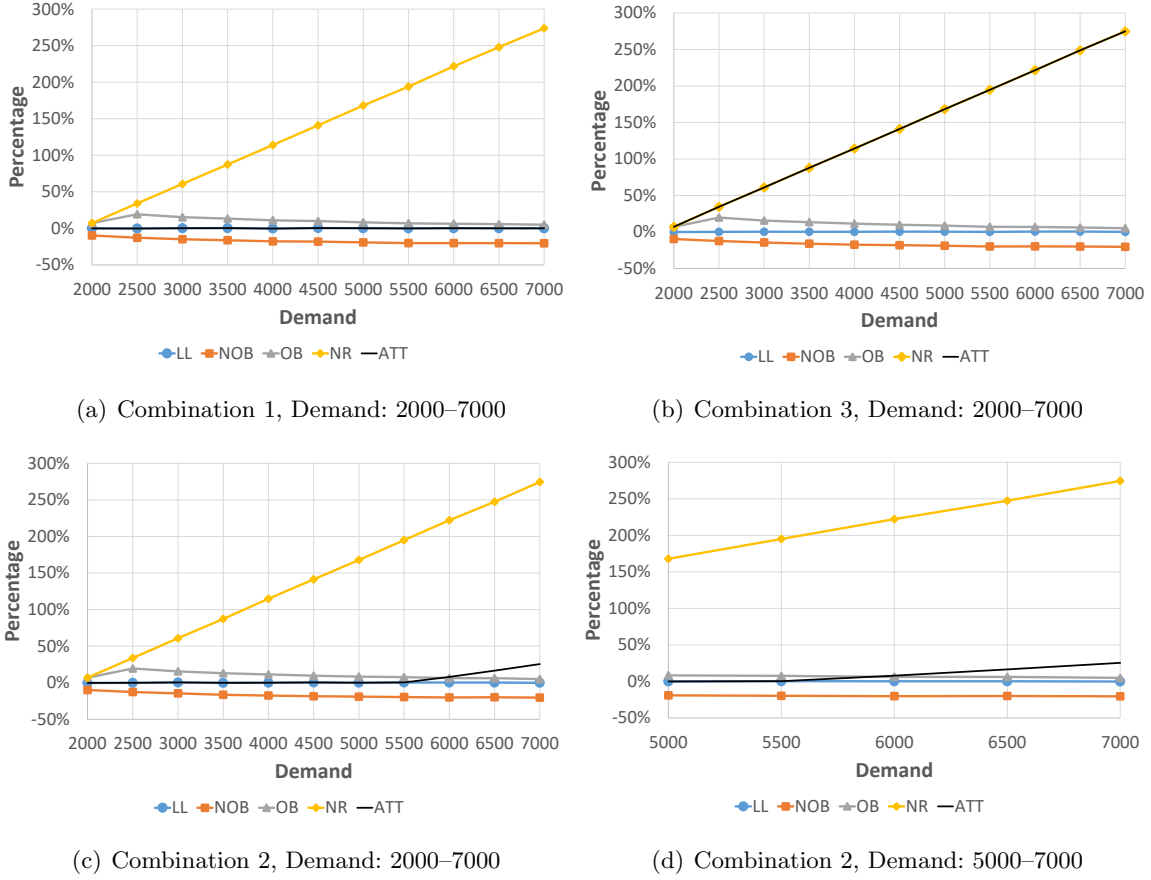 300%
250%
200%
150%
100%
50%
0%
-50%
Percentage
2000 2500 3000 3500 4000 4500 5000 5500 6000 6500 7000
Demand
LL NOB OB NR ATT
(a) Combination 1, Demand: 2000–7000
300%
250%
200%
150%
100%
50%
0%
-50%
Percentage
2000 2500 3000 3500 4000 4500 5000 5500 6000 6500 7000
Demand
LL NOB OB NR ATT
(b) Combination 3, Demand: 2000–7000
300%
250%
200%
150%
100%
50%
0%
-50%
Percentage
2000 2500 3000 3500 4000 4500 5000 5500 6000 6500 7000
Demand
LL NOB OB NR ATT
(c) Combination 2, Demand: 2000–7000
300%
250%
200%
150%
100%
50%
0%
-50%
Percentage
5000 5500 6000 6500 7000
Demand
LL NOB OB NR ATT
(d) Combination 2, Demand: 5000–7000